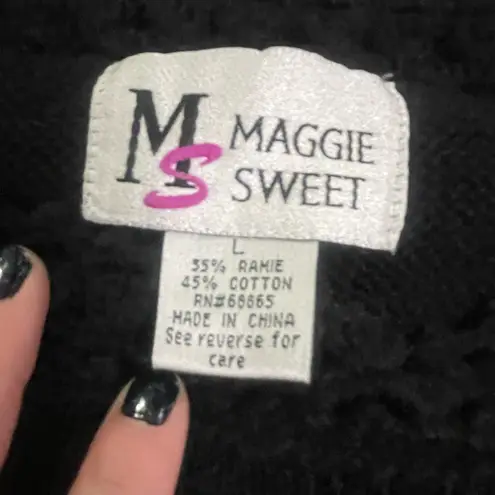 MS
MAGGIE
SWEET
L
55% RAMIE
45% COTTON
RN#68665
MADE IN CHINA
See reverse for
care